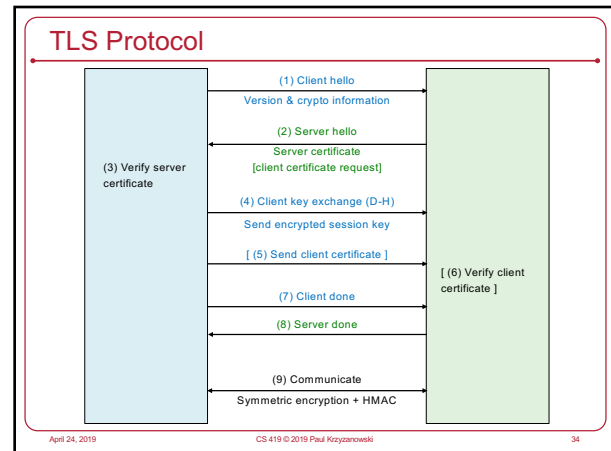 TLS Protocol
(1) Client hello
Version & crypto information
(2) Server hello
Server certificate
[client certificate request]
(3) Verify server
certificate
(4) Client key exchange (D-H)
Send encrypted session key
[ (5) Send client certificate ]
[ (6) Verify client
certificate ]
(7) Client done
(8) Server done
(9) Communicate
Symmetric encryption + HMAC
April 24, 2019
CS 419 © 2019 Paul Krzyzanowski
34